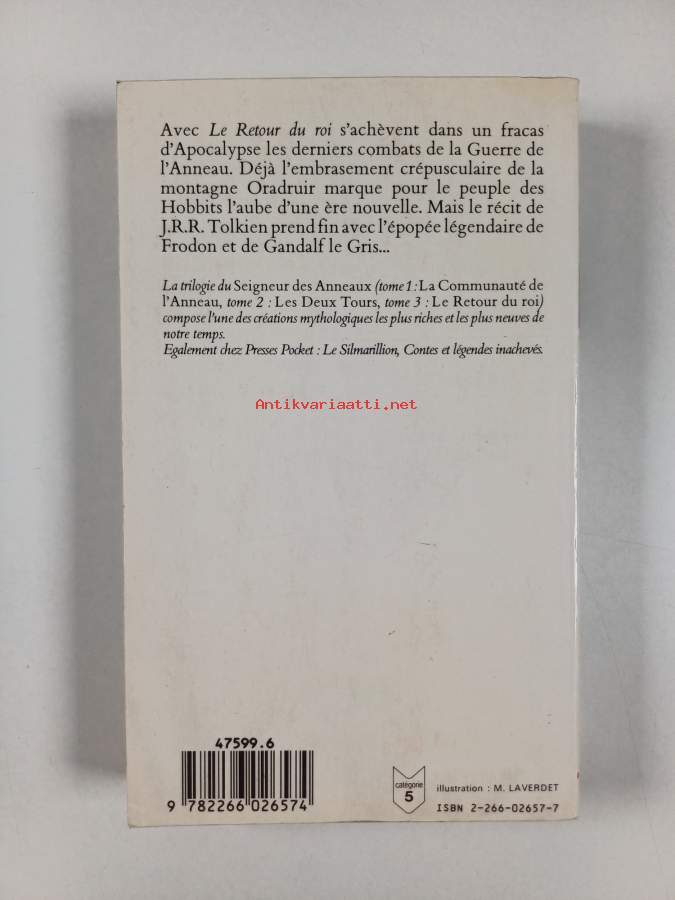 Avec Le Retour du roi s'achèvent dans un fracas
d'Apocalypse les derniers combats de la Guerre de
l'Anneau. Déjà l'embrasement crépusculaire de la
montagne Oradruir marque pour le peuple des
Hobbits l'aube d'une ère nouvelle. Mais le récit de
J.R.R. Tolkien prend fin avec l'épopée légendaire de
Frodon et de Gandalf le Gris...
La trilogie du Seigneur des Anneaux (tome 1 : La Communauté de
l'Anneau, tome 2 : Les Deux Tours, tome 3 : Le Retour du roi)
compose l'une des créations mythologiques les plus riches et les plus neuves de
notre temps.
Egalement chez Presses Pocket : Le Silmarillion, Contes et légendes inachevés.
Antikvariaatti.net
47599.6
9 782266 026574
catégorie
5
illustration : M. LAVERDET
ISBN 2-266-02657-7